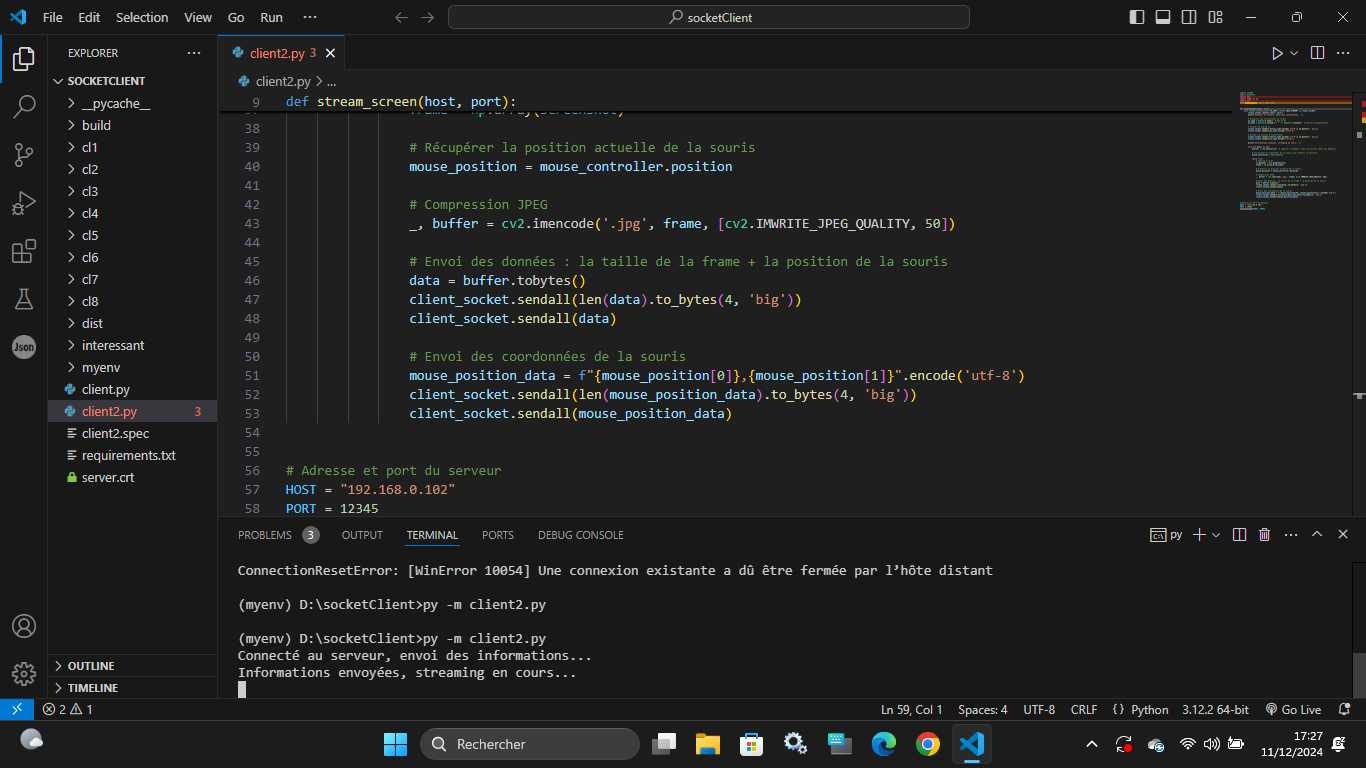 File Edit Selection View Go Run ···
socketClient
EXPLORER ···
SOCKETCLIENT
__pycache__
build
cl1
cl2
cl3
cl4
cl5
cl6
cl7
cl8
dist
interessant
myenv
client.py
client2.py 3
client2.spec
requirements.txt
server.crt
OUTLINE
TIMELINE
Json
client2.py 3
client2.py > ...
9 def stream_screen(host, port):
38
39 # Récupérer la position actuelle de la souris
40 mouse_position = mouse_controller.position
41
42 # Compression JPEG
43 _, buffer = cv2.imencode('.jpg', frame, [cv2.IMWRITE_JPEG_QUALITY, 50])
44
45 # Envoi des données : la taille de la frame + la position de la souris
46 data = buffer.tobytes()
47 client_socket.sendall(len(data).to_bytes(4, 'big'))
48 client_socket.sendall(data)
49
50 # Envoi des coordonnées de la souris
51 mouse_position_data = f"{mouse_position[0]},{mouse_position[1]}".encode('utf-8')
52 client_socket.sendall(len(mouse_position_data).to_bytes(4, 'big'))
53 client_socket.sendall(mouse_position_data)
54
55
56 # Adresse et port du serveur
57 HOST = "192.168.0.102"
58 PORT = 12345
PROBLEMS 3 OUTPUT TERMINAL PORTS DEBUG CONSOLE py
ConnectionResetError: [WinError 10054] Une connexion existante a dû être fermée par l’hôte distant
(myenv) D:\socketClient>py -m client2.py
(myenv) D:\socketClient>py -m client2.py
Connecté au serveur, envoi des informations...
Informations envoyées, streaming en cours...
2 1 Ln 59, Col 1 Spaces: 4 UTF-8 CRLF {} Python 3.12.2 64-bit Go Live
Rechercher
17:27
11/12/2024